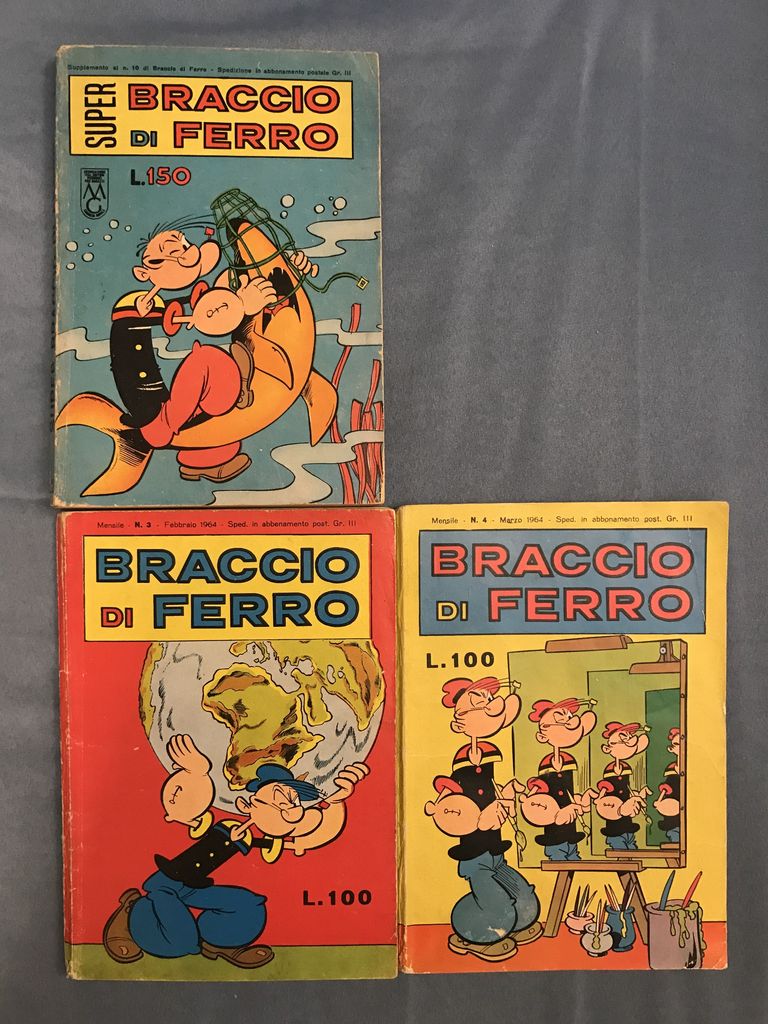 Supplemento al n. 10 di Braccio di Ferro - Spedizione in abbonamento postale Gr. III
SUPER
BRACCIO
DI FERRO
L.150
Mensile - N. 3 - Febbraio 1964 - Sped. in abbonamento post. Gr. III
BRACCIO
DI FERRO
L.100
Mensile - N. 4 - Marzo 1964 - Sped. in abbonamento post. Gr. III
BRACCIO
DI FERRO
L.100